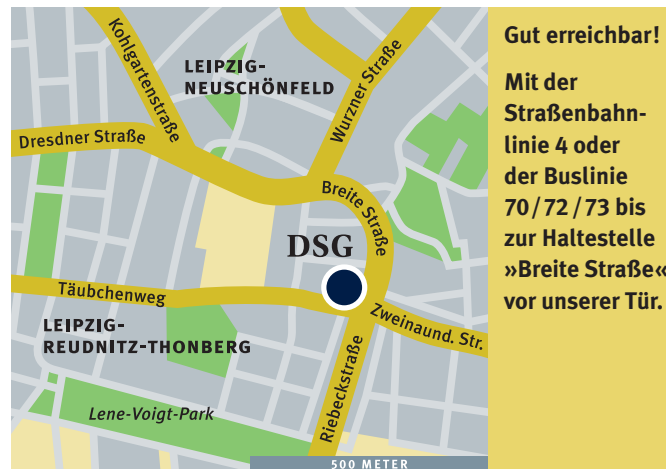 Kohlgartenstraße
LEIPZIG-
NEUSCHÖNFELD
Wurzner Straße
Dresdner Straße
Breite Straße
DSG
Täubchenweg
Zweinaund. Str.
LEIPZIG-
REUDNITZ-THONBERG
Riebeckstraße
Lene-Voigt-Park
500 METER
Gut erreichbar!
Mit der
Straßenbahn-
linie 4 oder
der Buslinie
70 / 72 / 73 bis
zur Haltestelle
»Breite Straße«
vor unserer Tür.